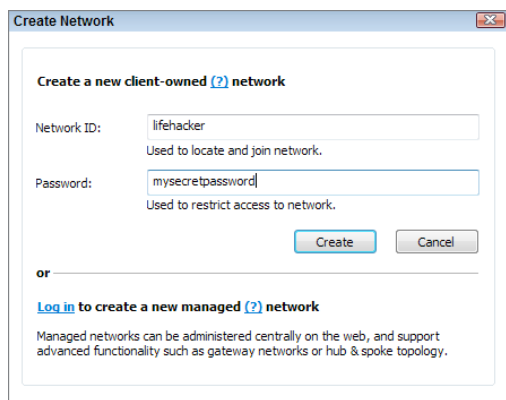 Create Network
Create a new client-owned (?) network
Network ID: lifehacker
Used to locate and join network.
Password: mysecretpassword
Used to restrict access to network.
Create Cancel
or
Log in to create a new managed (?) network
Managed networks can be administered centrally on the web, and support
advanced functionality such as gateway networks or hub & spoke topology.